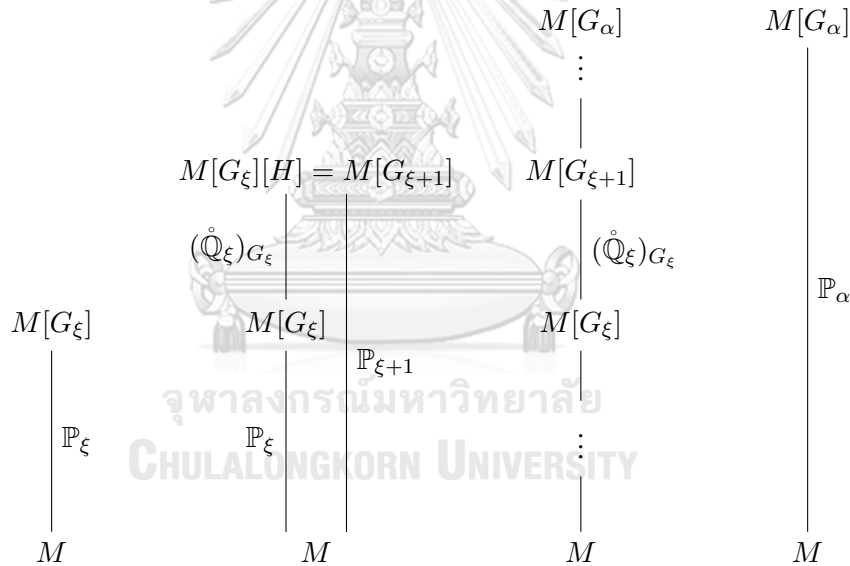 M[G_α] M[G_α]
⋮
M[G_ξ][H] = M[G_{ξ+1}] M[G_{ξ+1}]
(Q̊_ξ)_{G_ξ} (Q̊_ξ)_{G_ξ}
ℙ_α
M[G_ξ] M[G_ξ] M[G_ξ]
ℙ_{ξ+1}
จุฬาลงกรณ์มหาวิทยาลัย
ℙ_ξ ℙ_ξ ⋮
CHULALONGKORN UNIVERSITY
M M M M